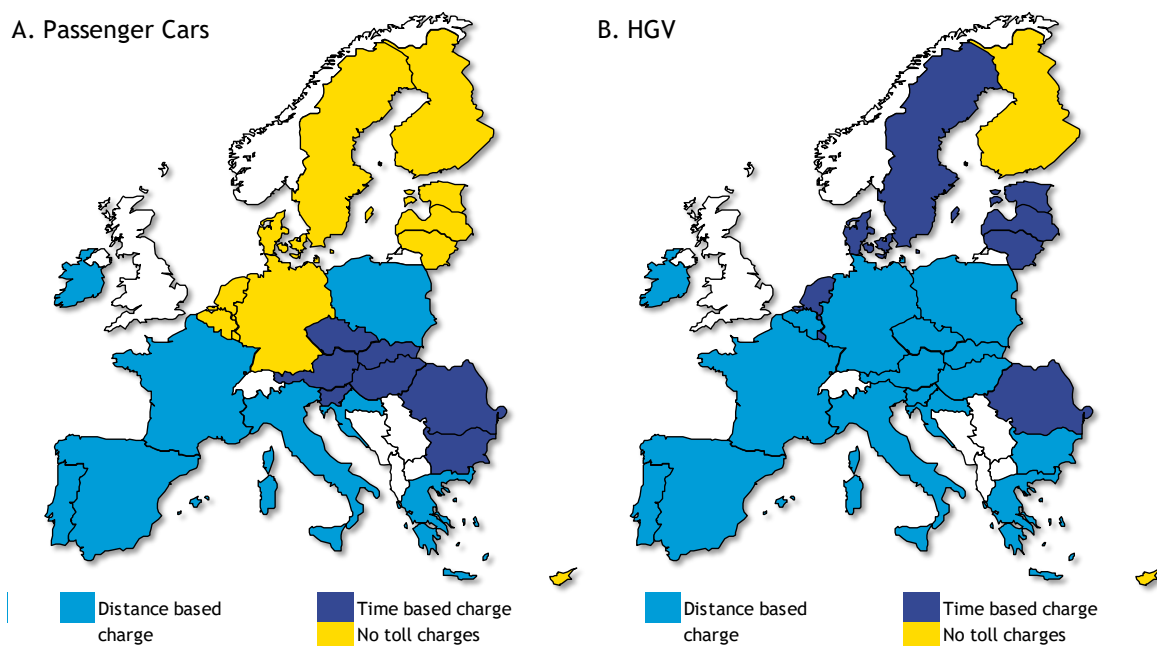 A. Passenger Cars
B. HGV
Distance based
charge
Time based charge
No toll charges
Distance based
charge
Time based charge
No toll charges